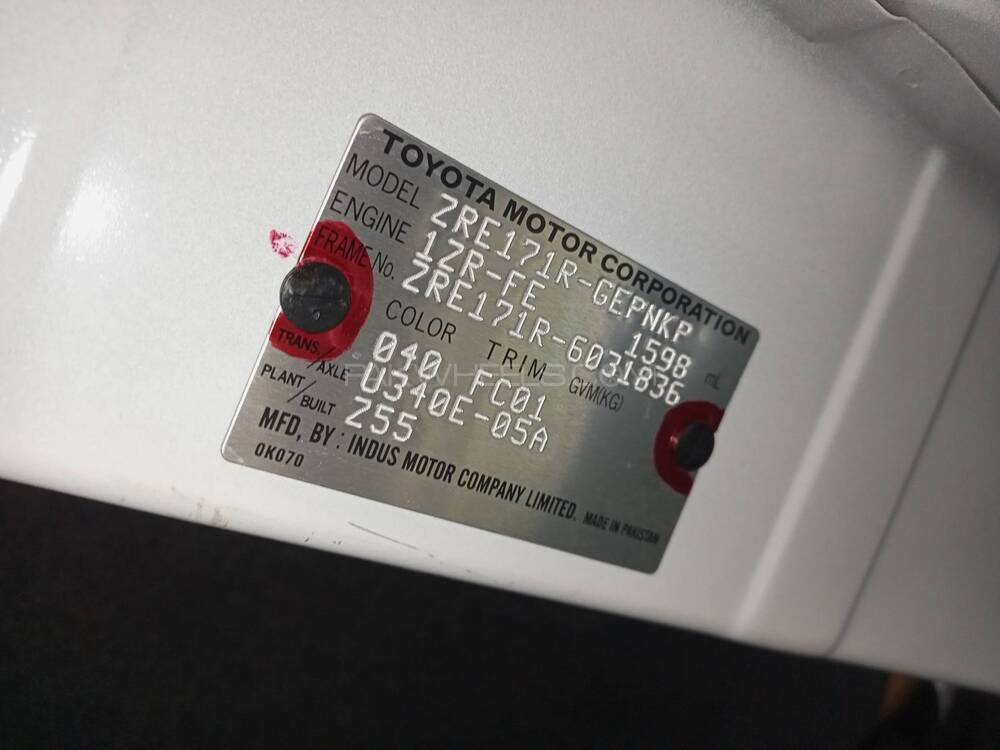 TOYOTA MOTOR CORPORATION
MODEL ZRE171R-GEPNKP
ENGINE 1ZR-FE 1598 mL
FRAME No. ZRE171R-6031836
COLOR TRIM GVM(KG)
040 FC01
TRANS./AXLE U340E-05A
PLANT/BUILT Z55
MFD, BY : INDUS MOTOR COMPANY LIMITED. MADE IN PAKISTAN
0K070